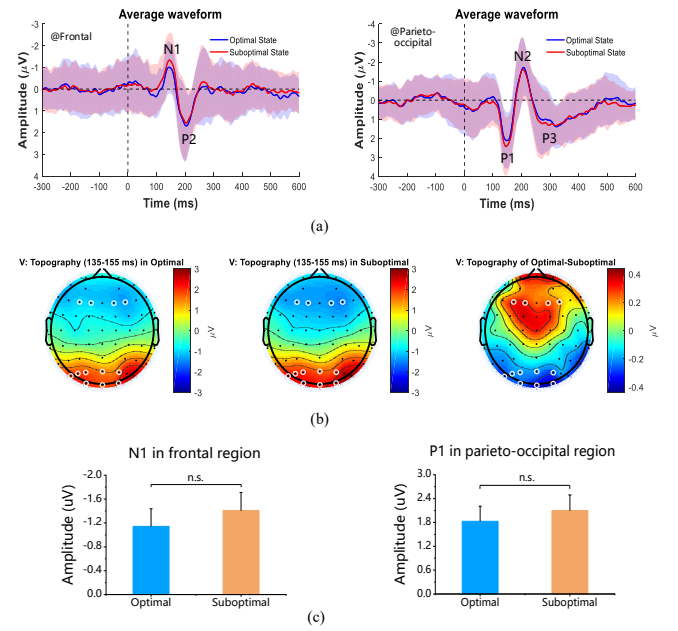 Average waveform
@Frontal
N1
Optimal State
Suboptimal State
P2
Amplitude (μV)
-3
-2
-1
0
1
2
3
4
-300 -200 -100 0 100 200 300 400 500 600
Time (ms)
Average waveform
@Parieto-
occipital
N2
Optimal State
Suboptimal State
P1
P3
Amplitude (μV)
-4
-3
-2
-1
0
1
2
3
4
-300 -200 -100 0 100 200 300 400 500 600
Time (ms)
(a)
V: Topography (135-155 ms) in Optimal
3
2
1
0
-1
-2
-3
μV
V: Topography (135-155 ms) in Suboptimal
3
2
1
0
-1
-2
-3
μV
V: Topography of Optimal-Suboptimal
0.4
0.2
0
-0.2
-0.4
μV
(b)
N1 in frontal region
Amplitude (uV)
-2.0
-1.6
-1.2
-0.8
-0.4
0.0
n.s.
Optimal Suboptimal
P1 in parieto-occipital region
Amplitude (uV)
3.0
2.4
1.8
1.2
0.6
0.0
n.s.
Optimal Suboptimal
(c)